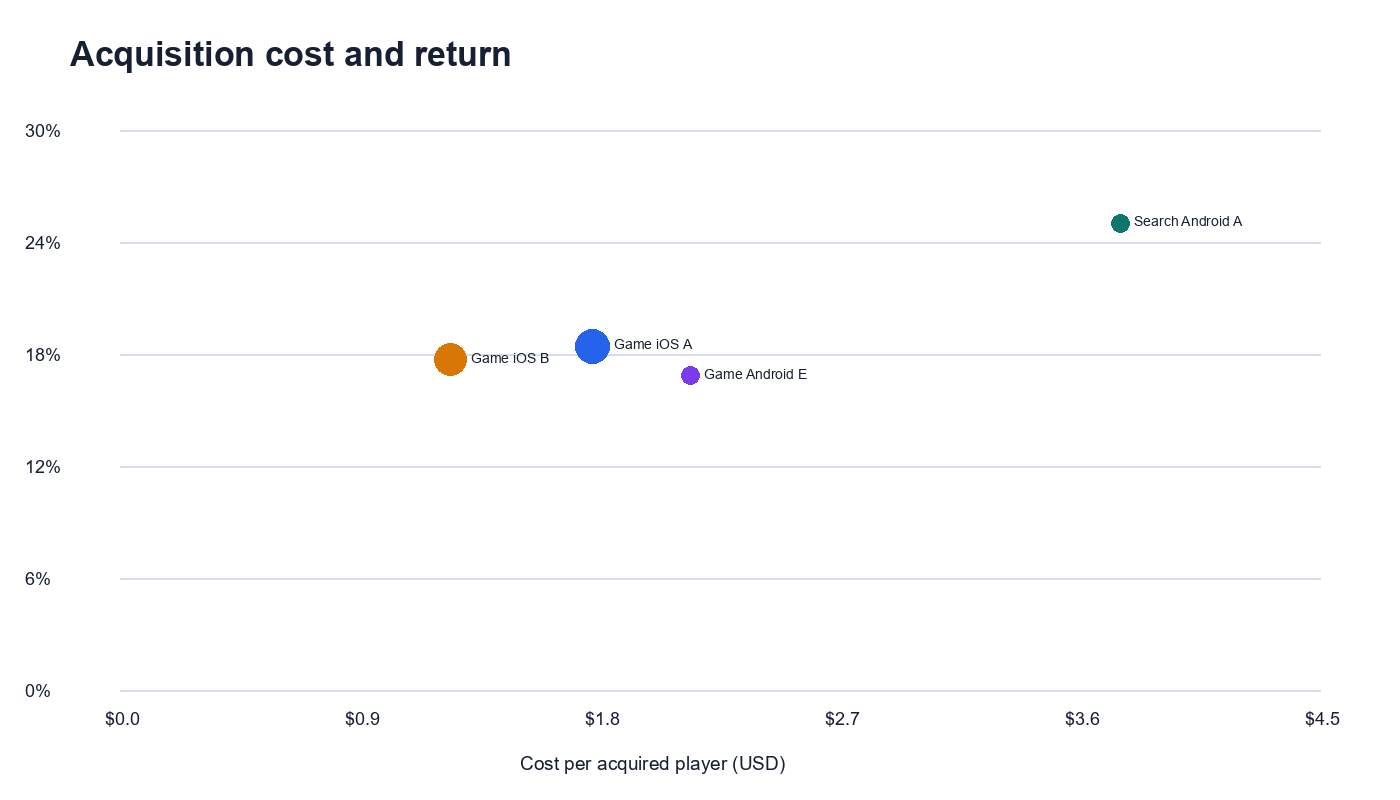 Acquisition cost and return
30%
Search Android A
24%
Game iOS A
18%
Game iOS B
Game Android E
12%
6%
0%
$0.0 $0.9 $1.8 $2.7 $3.6 $4.5
Cost per acquired player (USD)